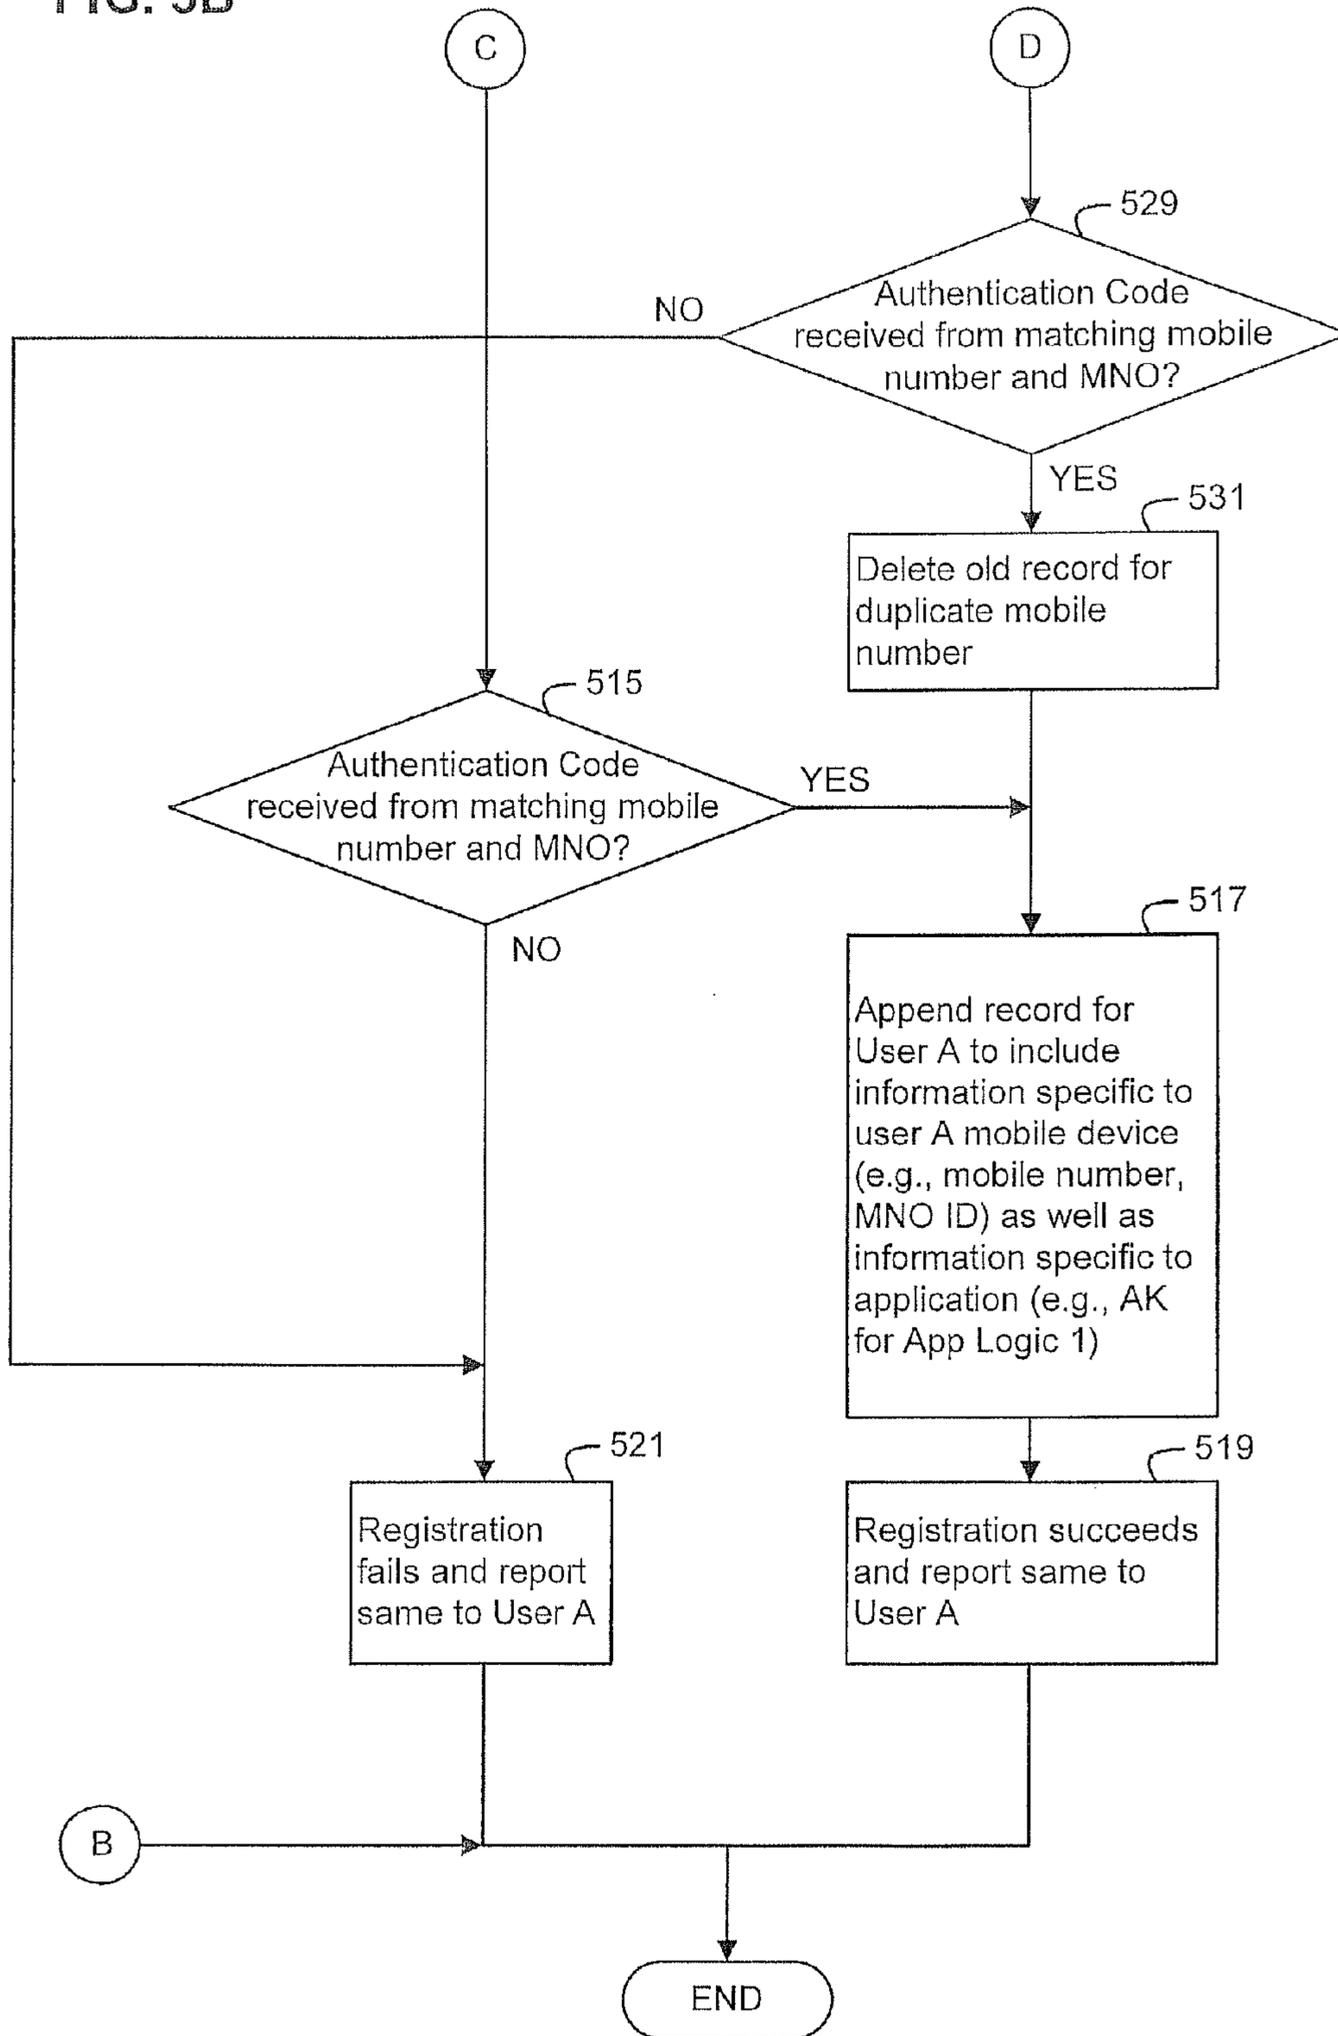 FIG. 5B
C
D
529
Authentication Code
received from matching mobile
number and MNO?
NO
YES
531
Delete old record for
duplicate mobile
number
515
Authentication Code
received from matching mobile
number and MNO?
YES
NO
517
Append record for
User A to include
information specific to
user A mobile device
(e.g., mobile number,
MNO ID) as well as
information specific to
application (e.g., AK
for App Logic 1)
521
Registration
fails and report
same to User A
519
Registration succeeds
and report same to
User A
B
END